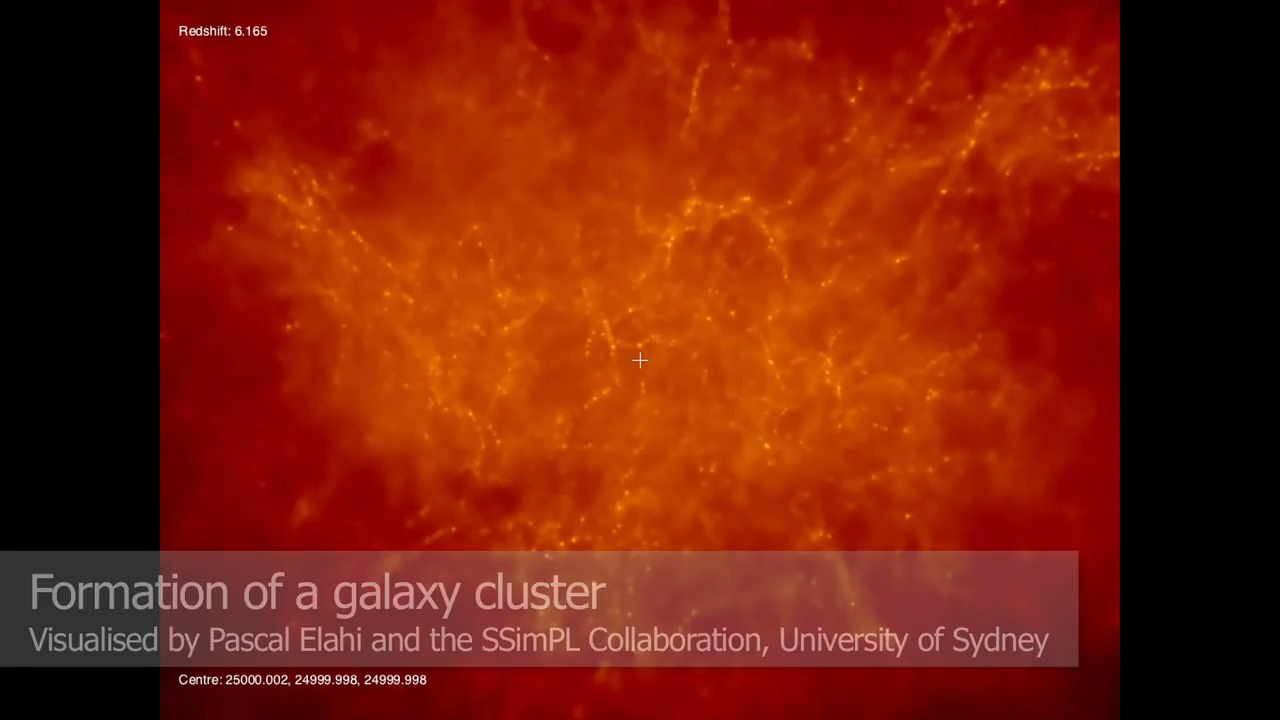 Redshift: 6.165
Formation of a galaxy cluster
Visualised by Pascal Elahi and the SSimPL Collaboration, University of Sydney
Centre: 25000.002, 24999.998, 24999.998